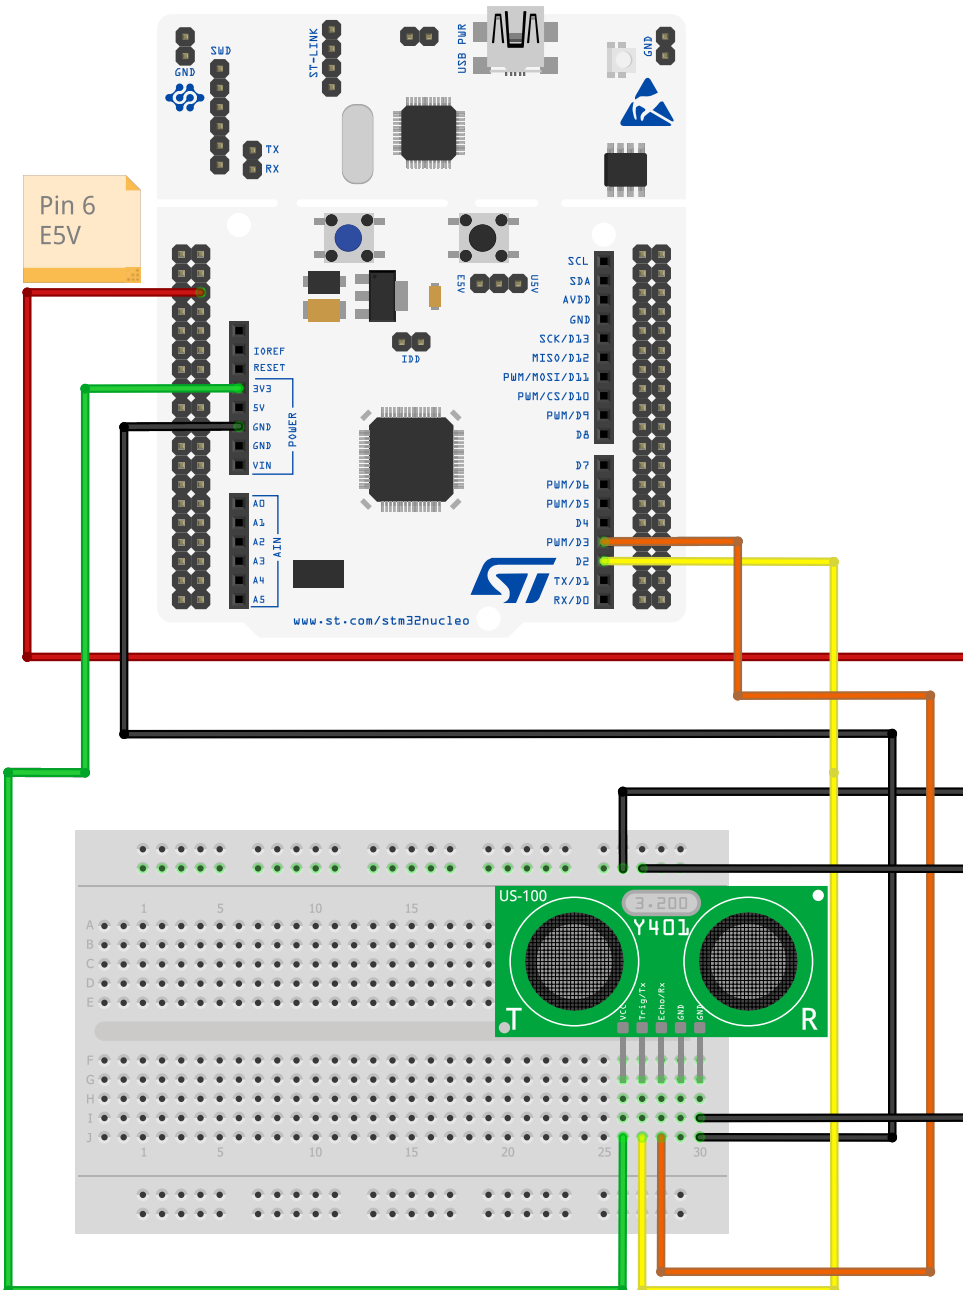 GND
SWD
TX
RX
ST-LINK
USB PWR
GND
Pin 6
E5V
E5V
U5V
IDD
IOREF
RESET
3V3
5V
GND
GND
VIN
POWER
A0
A1
A2
A3
A4
A5
AIN
SCL
SDA
AVDD
GND
SCK/D13
MISO/D12
PWM/MOSI/D11
PWM/CS/D10
PWM/D9
D8
D7
PWM/D6
PWM/D5
D4
PWM/D3
D2
TX/D1
RX/D0
ST
www.st.com/stm32nucleo
US-100
3.200
Y401
VCC
Trig/Tx
Echo/Rx
GND
GND
T
R
1 5 10 15
A
B
C
D
E
F
G
H
I
J
1 5 10 15 20 25 30